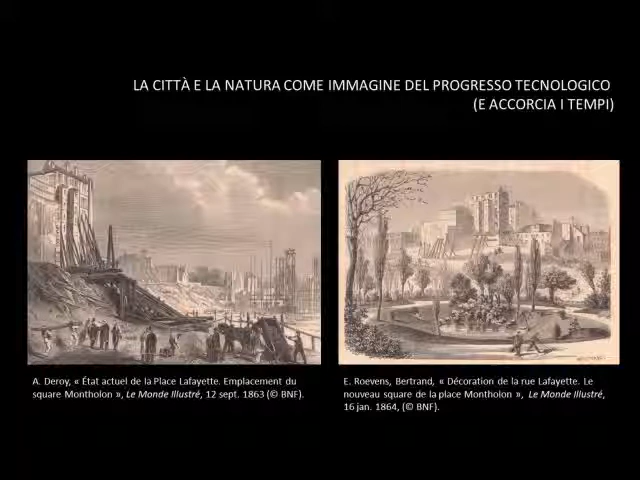 LA CITTÀ E LA NATURA COME IMMAGINE DEL PROGRESSO TECNOLOGICO
(E ACCORCIA I TEMPI)
A. Deroy, « État actuel de la Place Lafayette. Emplacement du
square Montholon », Le Monde Illustré, 12 sept. 1863 (© BNF).
E. Roevens, Bertrand, « Décoration de la rue Lafayette. Le
nouveau square de la place Montholon », Le Monde Illustré,
16 jan. 1864, (© BNF).